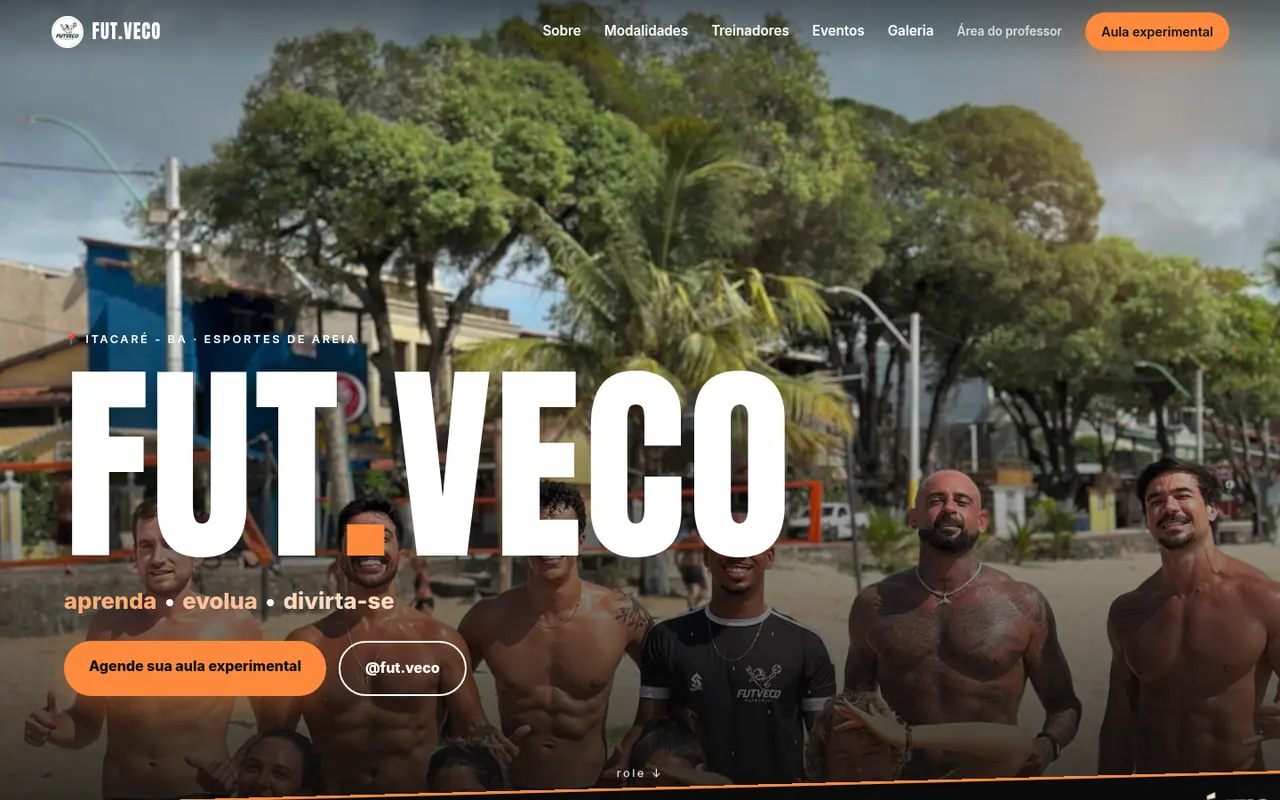 FUT.VECO
Sobre
Modalidades
Treinadores
Eventos
Galeria
Área do professor
Aula experimental
📍 ITACARÉ - BA · ESPORTES DE AREIA
FUT.VECO
aprenda • evolua • divirta-se
Agende sua aula experimental
@fut.veco
FUTVECO
role ↓